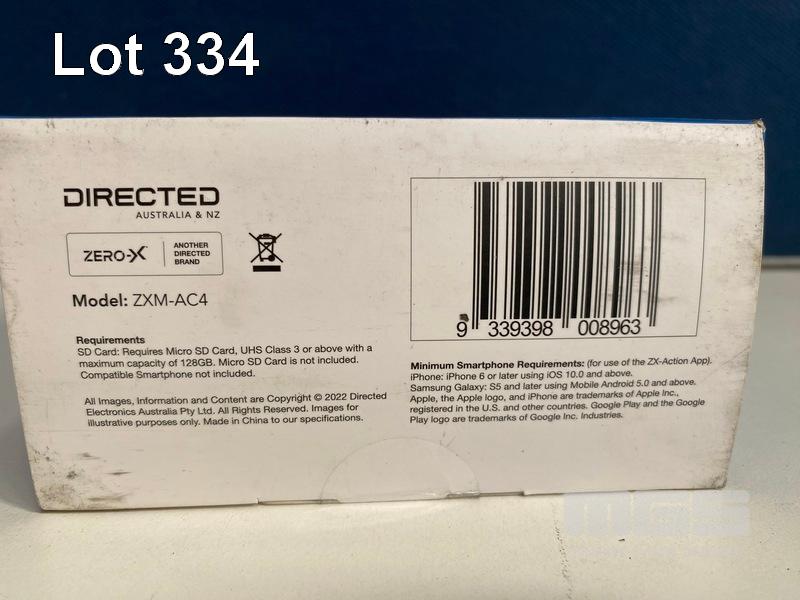 Lot 334
DIRECTED
AUSTRALIA & NZ
ZERO-X
ANOTHER
DIRECTED
BRAND
Model: ZXM-AC4
Requirements
SD Card: Requires Micro SD Card, UHS Class 3 or above with a
maximum capacity of 128GB. Micro SD Card is not included.
Compatible Smartphone not included.
All Images, Information and Content are Copyright © 2022 Directed
Electronics Australia Pty Ltd. All Rights Reserved. Images for
illustrative purposes only. Made in China to our specifications.
9 339398 008963
Minimum Smartphone Requirements: (for use of the ZX-Action App).
iPhone: iPhone 6 or later using iOS 10.0 and above.
Samsung Galaxy: S5 and later using Mobile Android 5.0 and above.
Apple, the Apple logo, and iPhone are trademarks of Apple Inc.,
registered in the U.S. and other countries. Google Play and the Google
Play logo are trademarks of Google Inc. Industries.
MGS